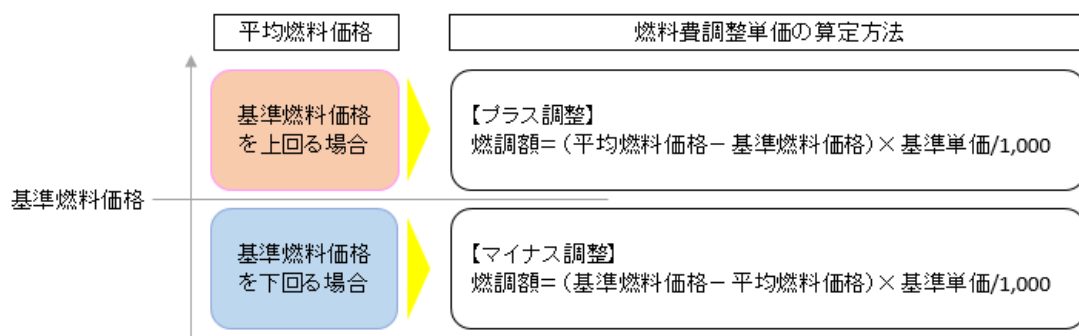 平均燃料価格
燃料費調整単価の算定方法
基準燃料価格
を上回る場合
【プラス調整】
燃調額=(平均燃料価格－基準燃料価格)×基準単価/1,000
基準燃料価格
基準燃料価格
を下回る場合
【マイナス調整】
燃調額=(基準燃料価格－平均燃料価格)×基準単価/1,000